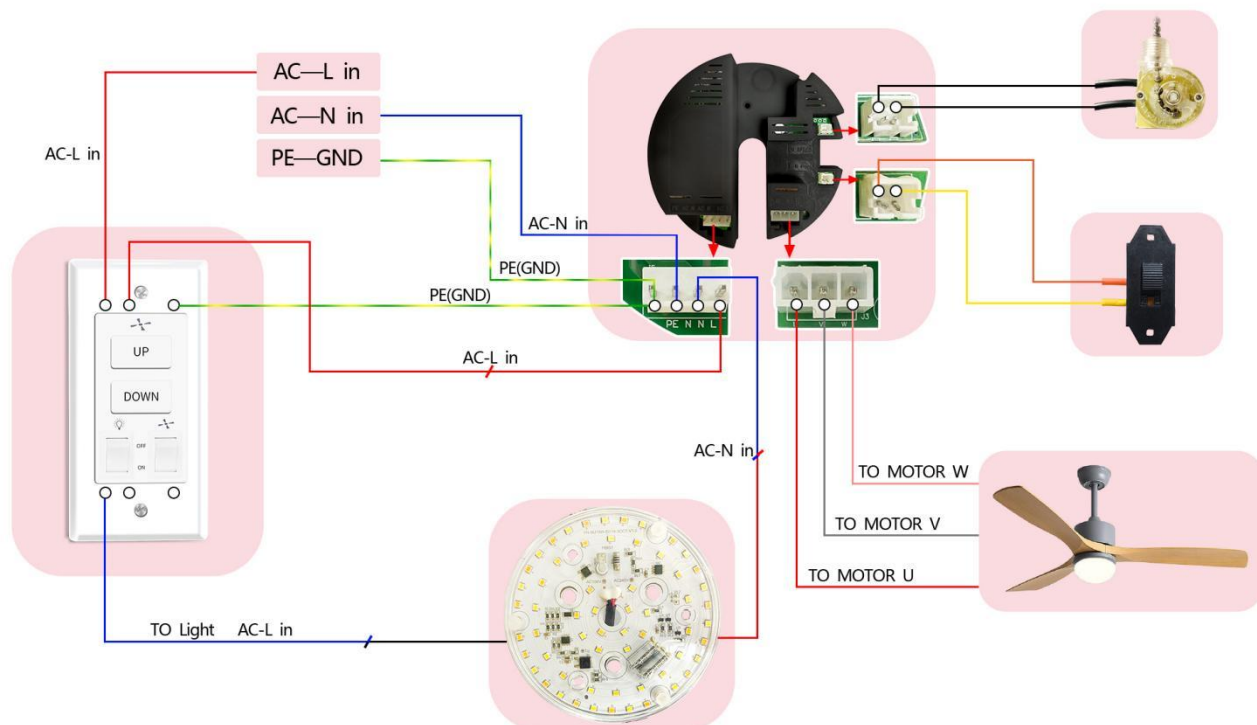 AC—L in
AC—N in
PE—GND
AC-L in
AC-N in
PE(GND)
PE(GND)
PE N N L
V
W
J3
UP
DOWN
OFF
ON
AC-L in
AC-N in
TO MOTOR W
TO MOTOR V
TO MOTOR U
TO Light AC-L in